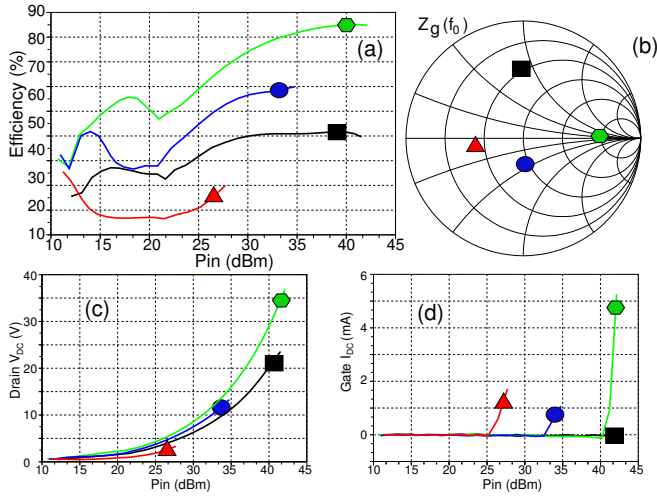 90
80
70
60
50
40
30
20
10
Efficiency (%)
(a)
10 15 20 25 30 35 40 45
Pin (dBm)
Zg(f0)
(b)
40
30
20
10
0
Drain VDC (V)
(c)
10 15 20 25 30 35 40 45
Pin (dBm)
6
4
2
0
Gate IDC (mA)
(d)
10 15 20 25 30 35 40 45
Pin (dBm)